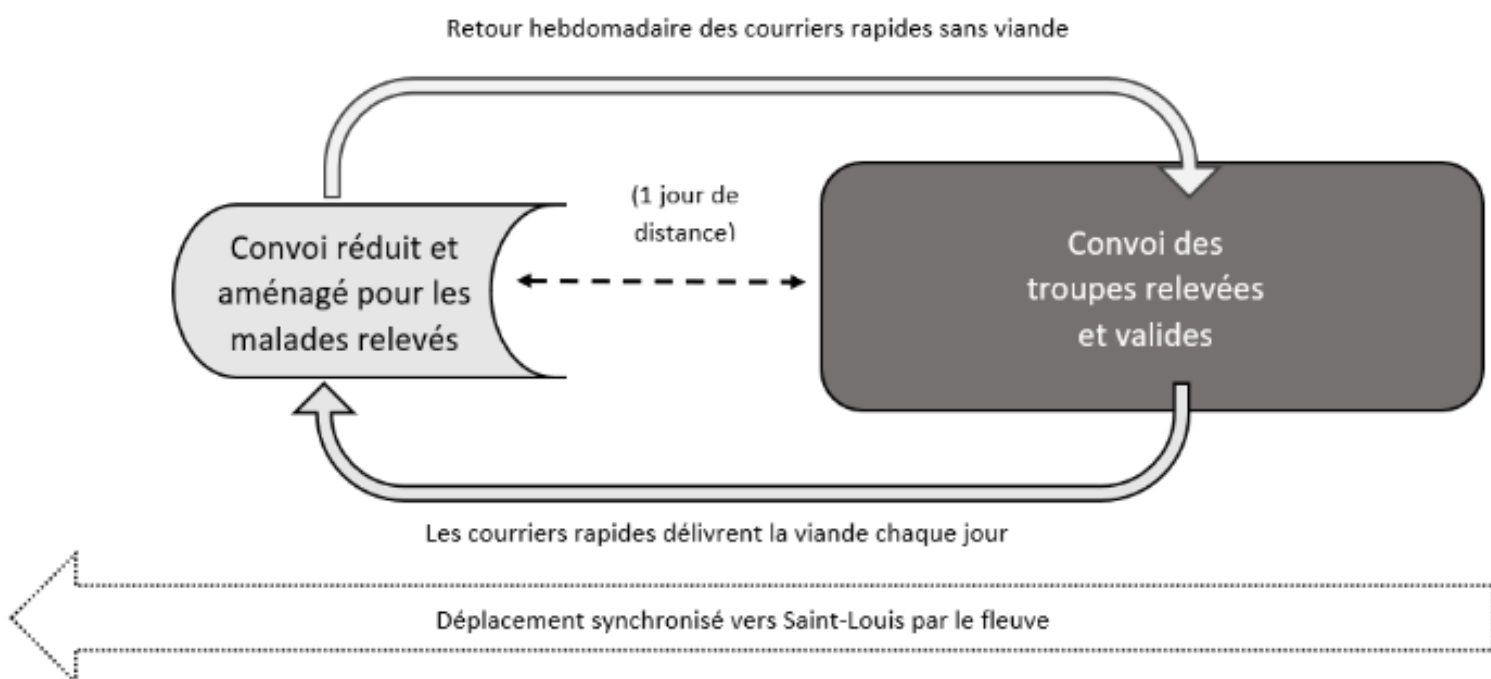 Retour hebdomadaire des courriers rapides sans viande
(1 jour de
distance)
Convoi réduit et
aménagé pour les
malades relevés
Convoi des
troupes relevées
et valides
Les courriers rapides délivrent la viande chaque jour
Déplacement synchronisé vers Saint-Louis par le fleuve